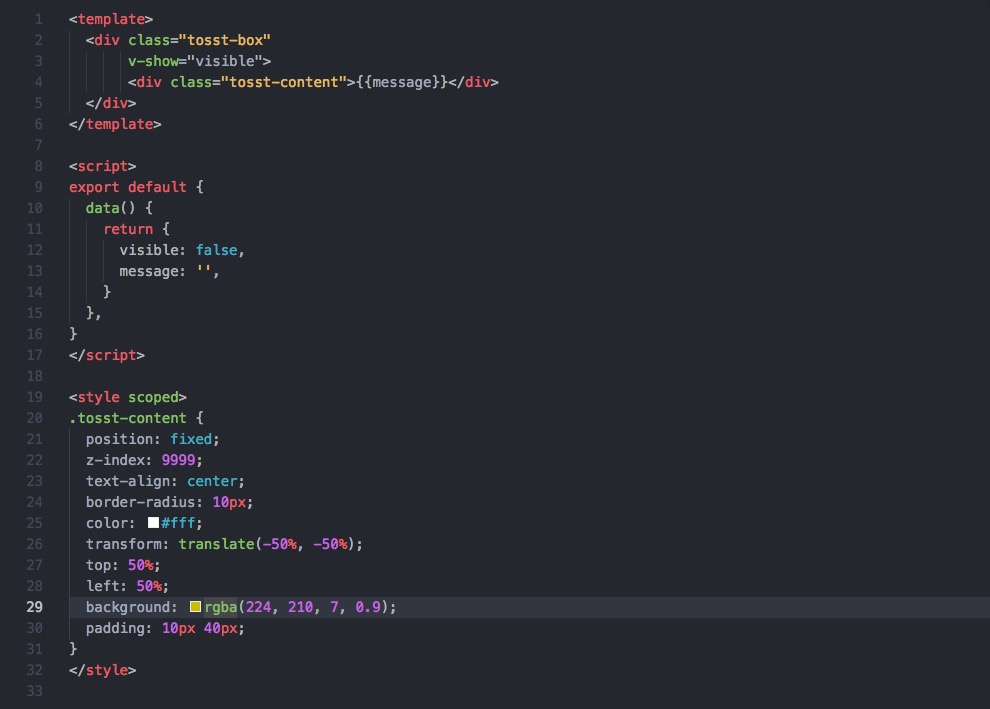 1 <template>
2   <div class="tosst-box"
3        v-show="visible">
4        <div class="tosst-content">{{message}}</div>
5   </div>
6 </template>
7
8 <script>
9 export default {
10   data() {
11     return {
12       visible: false,
13       message: '',
14     }
15   },
16 }
17 </script>
18
19 <style scoped>
20 .tosst-content {
21   position: fixed;
22   z-index: 9999;
23   text-align: center;
24   border-radius: 10px;
25   color: #fff;
26   transform: translate(-50%, -50%);
27   top: 50%;
28   left: 50%;
29   background: rgba(224, 210, 7, 0.9);
30   padding: 10px 40px;
31 }
32 </style>
33